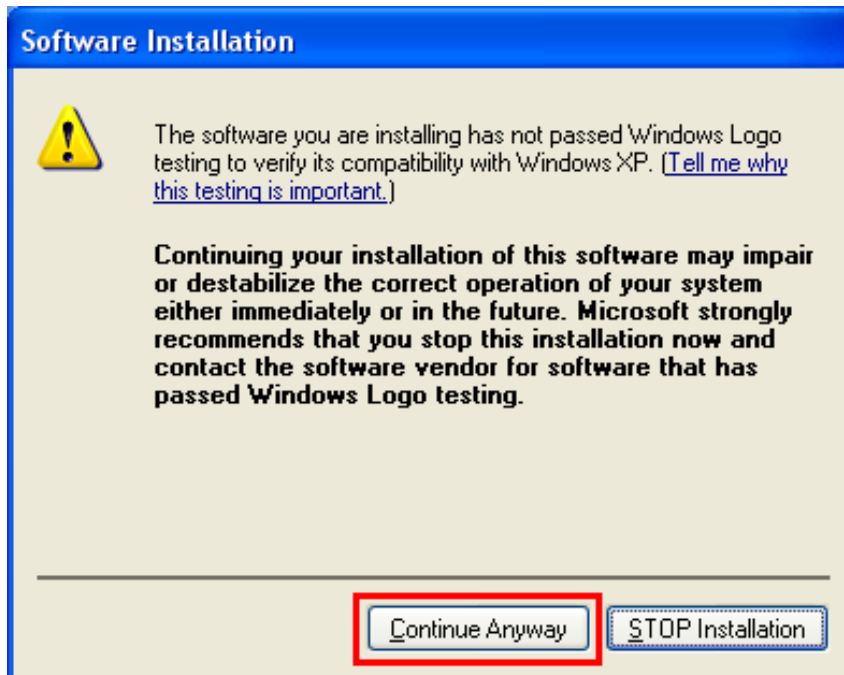 Software Installation
The software you are installing has not passed Windows Logo
testing to verify its compatibility with Windows XP. (Tell me why
this testing is important.)
Continuing your installation of this software may impair
or destabilize the correct operation of your system
either immediately or in the future. Microsoft strongly
recommends that you stop this installation now and
contact the software vendor for software that has
passed Windows Logo testing.
Continue Anyway
STOP Installation